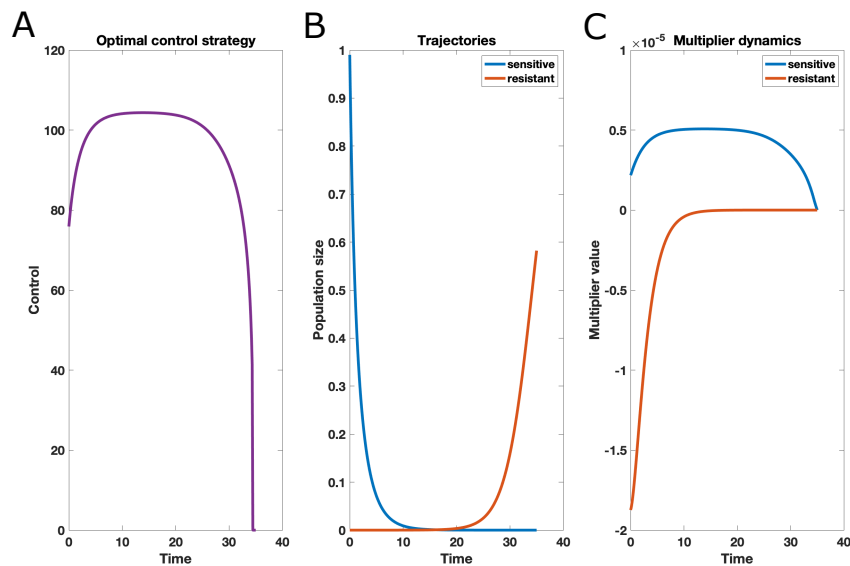 A
Optimal control strategy
120
100
80
60
40
20
0
0 10 20 30 40
Control
Time
B
Trajectories
sensitive
resistant
1
0.9
0.8
0.7
0.6
0.5
0.4
0.3
0.2
0.1
0
0 10 20 30 40
Population size
Time
C
Multiplier dynamics
×10⁻⁵
sensitive
resistant
1
0.5
0
-0.5
-1
-1.5
-2
0 10 20 30 40
Multiplier value
Time